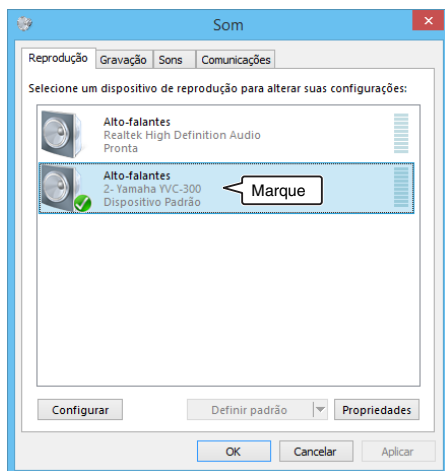 Som
Reprodução Gravação Sons Comunicações
Selecione um dispositivo de reprodução para alterar suas configurações:
Alto-falantes
Realtek High Definition Audio
Pronta
Alto-falantes
2- Yamaha YVC-300
Dispositivo Padrão
Marque
Configurar Definir padrão Propriedades
OK Cancelar Aplicar